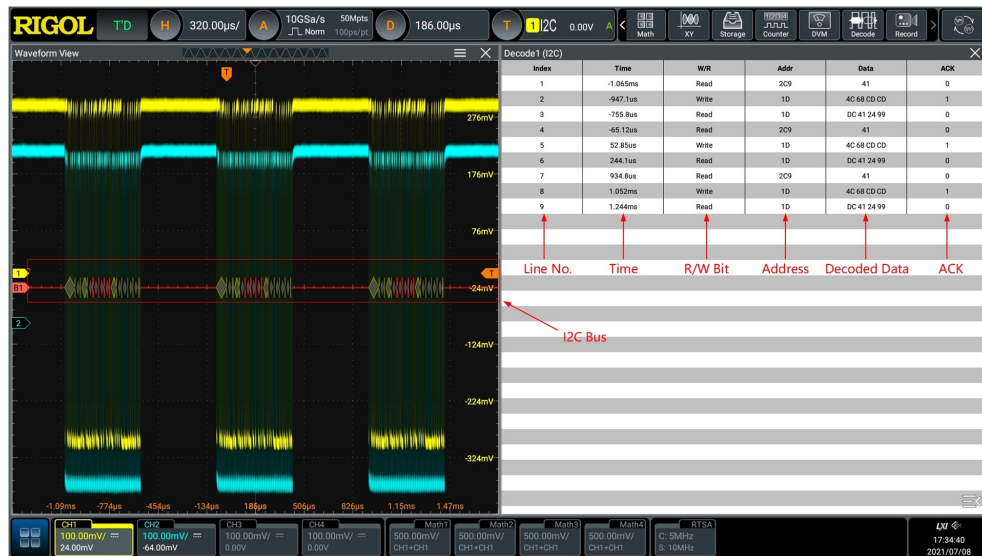 RIGOL T'D H 320.00μs/ A 10GSa/s Norm 50Mpts 100ps/pt D 186.00μs T 1 I2C 0.00V A < Math XY Storage Counter DVM Decode Record >
Waveform View
T
276mV
176mV
76mV
1 T
B1 -24mV
2
-124mV
-224mV
-324mV
-1.09ms -774μs -454μs -134μs 186μs 506μs 826μs 1.15ms 1.47ms
Decode1 (I2C)
Index Time W/R Addr Data ACK
1 -1.065ms Read 2C9 41 0
2 -947.1us Write 1D 4C 68 CD CD 1
3 -755.8us Read 1D DC 41 24 99 0
4 -65.12us Read 2C9 41 0
5 52.85us Write 1D 4C 68 CD CD 1
6 244.1us Read 1D DC 41 24 99 0
7 934.8us Read 2C9 41 0
8 1.052ms Write 1D 4C 68 CD CD 1
9 1.244ms Read 1D DC 41 24 99 0
Line No. Time R/W Bit Address Decoded Data ACK
I2C Bus
CH1 CH2 CH3 CH4 Math1 Math2 Math3 Math4 RTSA
100.00mV/ 100.00mV/ 100.00mV/ 100.00mV/ 500.00mV/ 500.00mV/ 500.00mV/ 500.00mV/ C: 5MHz
24.00mV -64.00mV 0.00V 0.00V CH1+CH1 CH1+CH1 CH1+CH1 CH1+CH1 S: 10MHz
LXI
17:34:40
2021/07/08